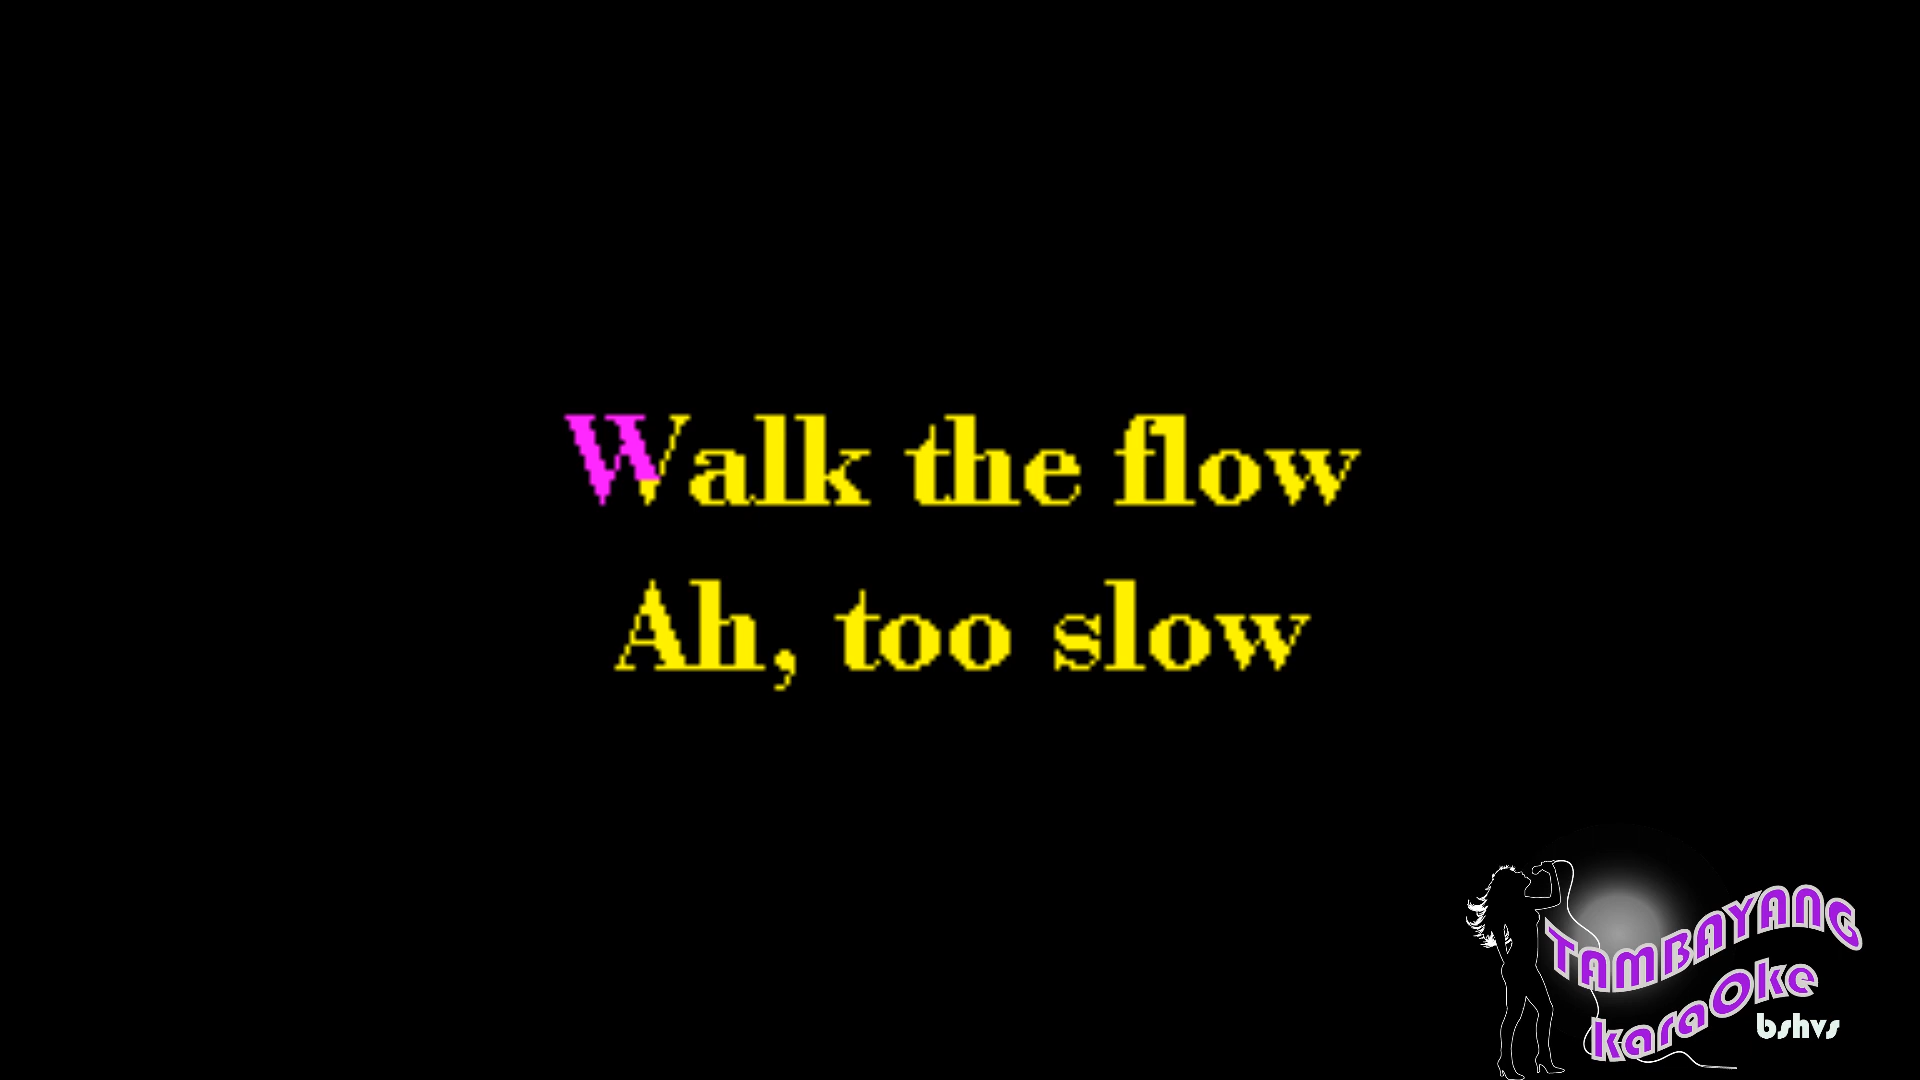 Walk the flow
Ah, too slow
TAMBAYANG
karaOke
bshvs